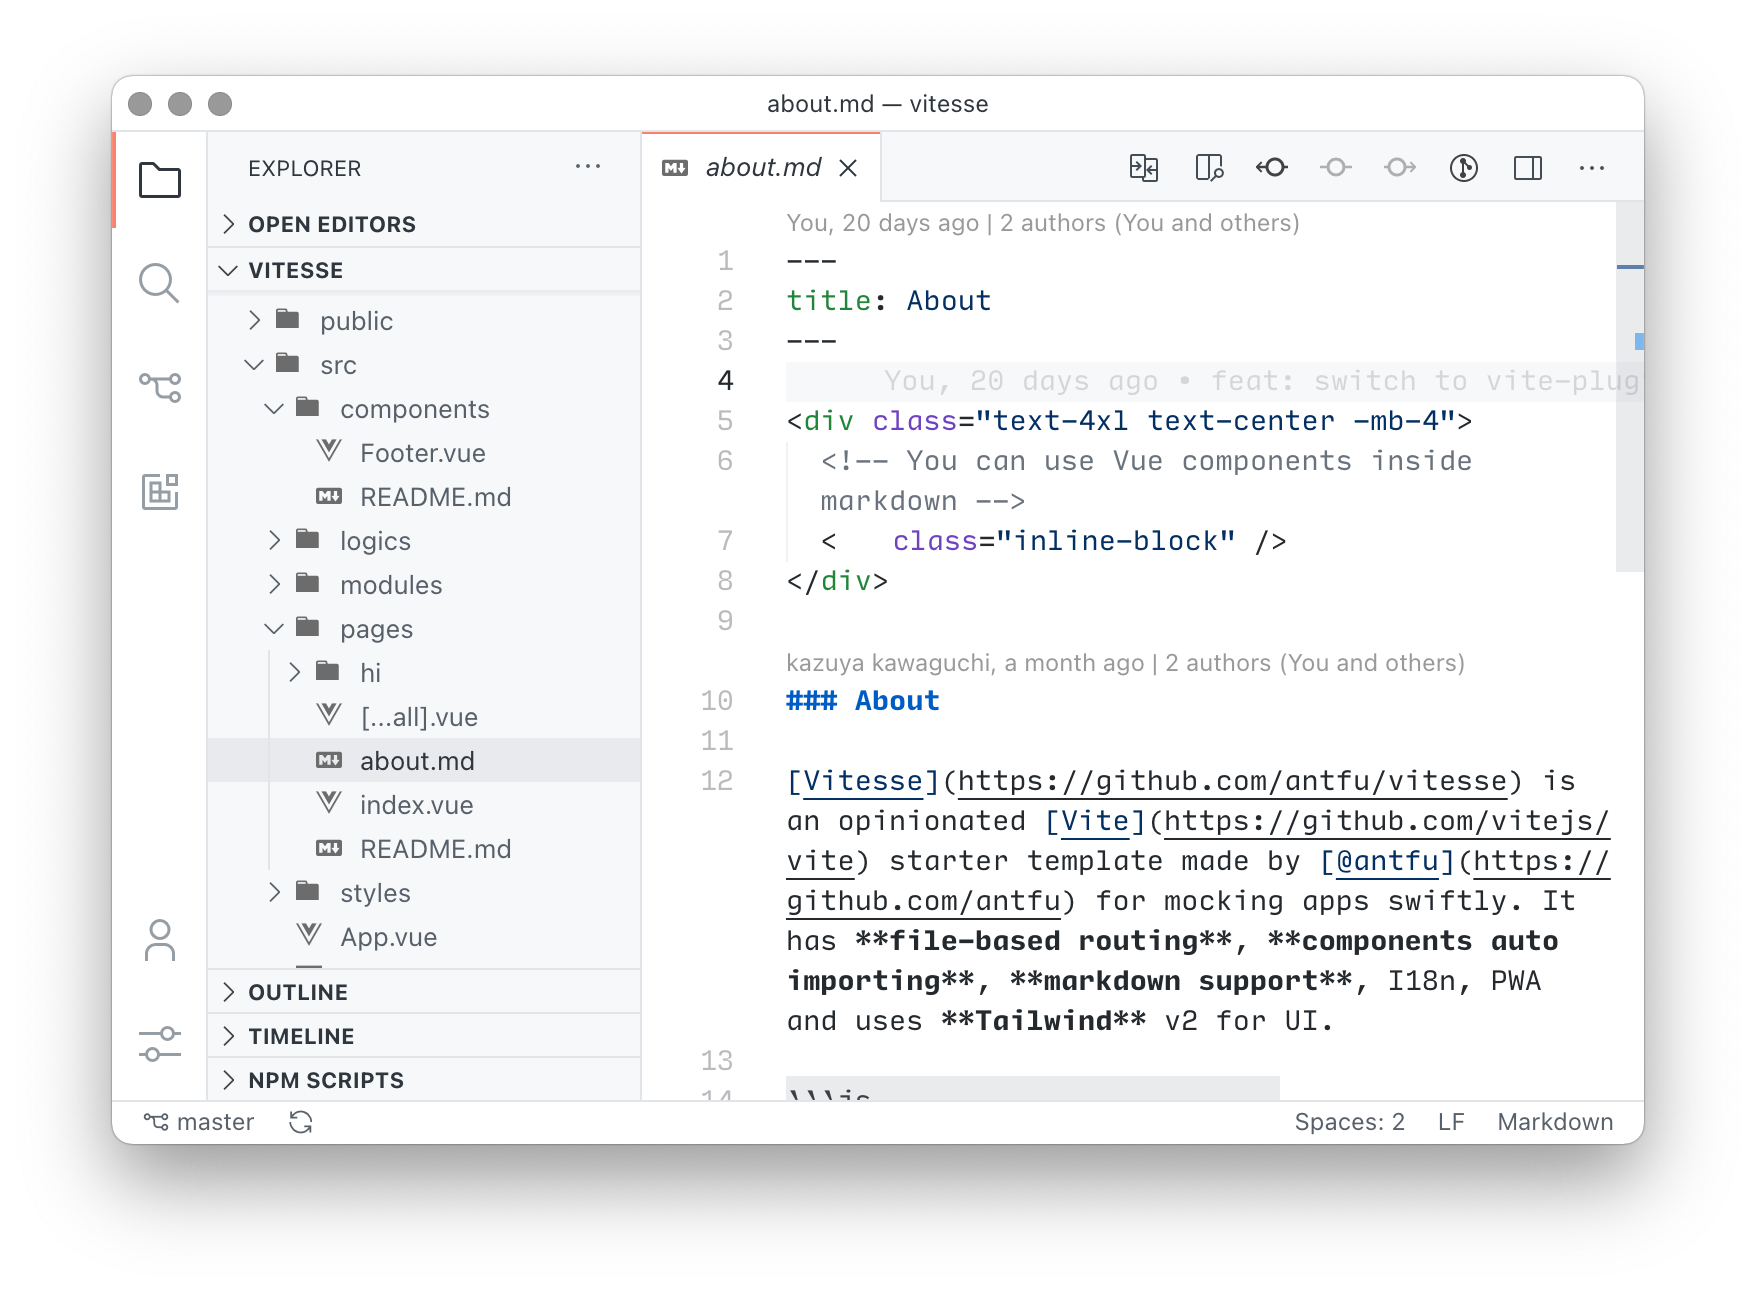 about.md — vitesse
EXPLORER
OPEN EDITORS
VITESSE
public
src
components
Footer.vue
README.md
logics
modules
pages
hi
[...all].vue
about.md
index.vue
README.md
styles
App.vue
OUTLINE
TIMELINE
NPM SCRIPTS
about.md
You, 20 days ago | 2 authors (You and others)
1 ---
2 title: About
3 ---
4 You, 20 days ago • feat: switch to vite-plug
5 <div class="text-4xl text-center -mb-4">
6 <!-- You can use Vue components inside
markdown -->
7 < class="inline-block" />
8 </div>
9
kazuya kawaguchi, a month ago | 2 authors (You and others)
10 ### About
11
12 [Vitesse](https://github.com/antfu/vitesse) is
an opinionated [Vite](https://github.com/vitejs/
vite) starter template made by [@antfu](https://
github.com/antfu) for mocking apps swiftly. It
has **file-based routing**, **components auto
importing**, **markdown support**, I18n, PWA
and uses **Tailwind** v2 for UI.
13
14 \`\`\`js
master
Spaces: 2 LF Markdown